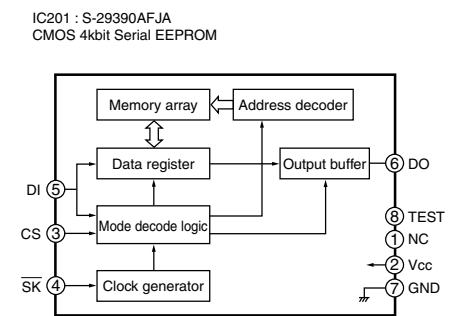 IC201 : S-29390AFJA
CMOS 4kbit Serial EEPROM
Memory array
Address decoder
Data register
Output buffer
6 DO
DI 5
8 TEST
Mode decode logic
CS 3
1 NC
2 Vcc
SK 4
Clock generator
7 GND